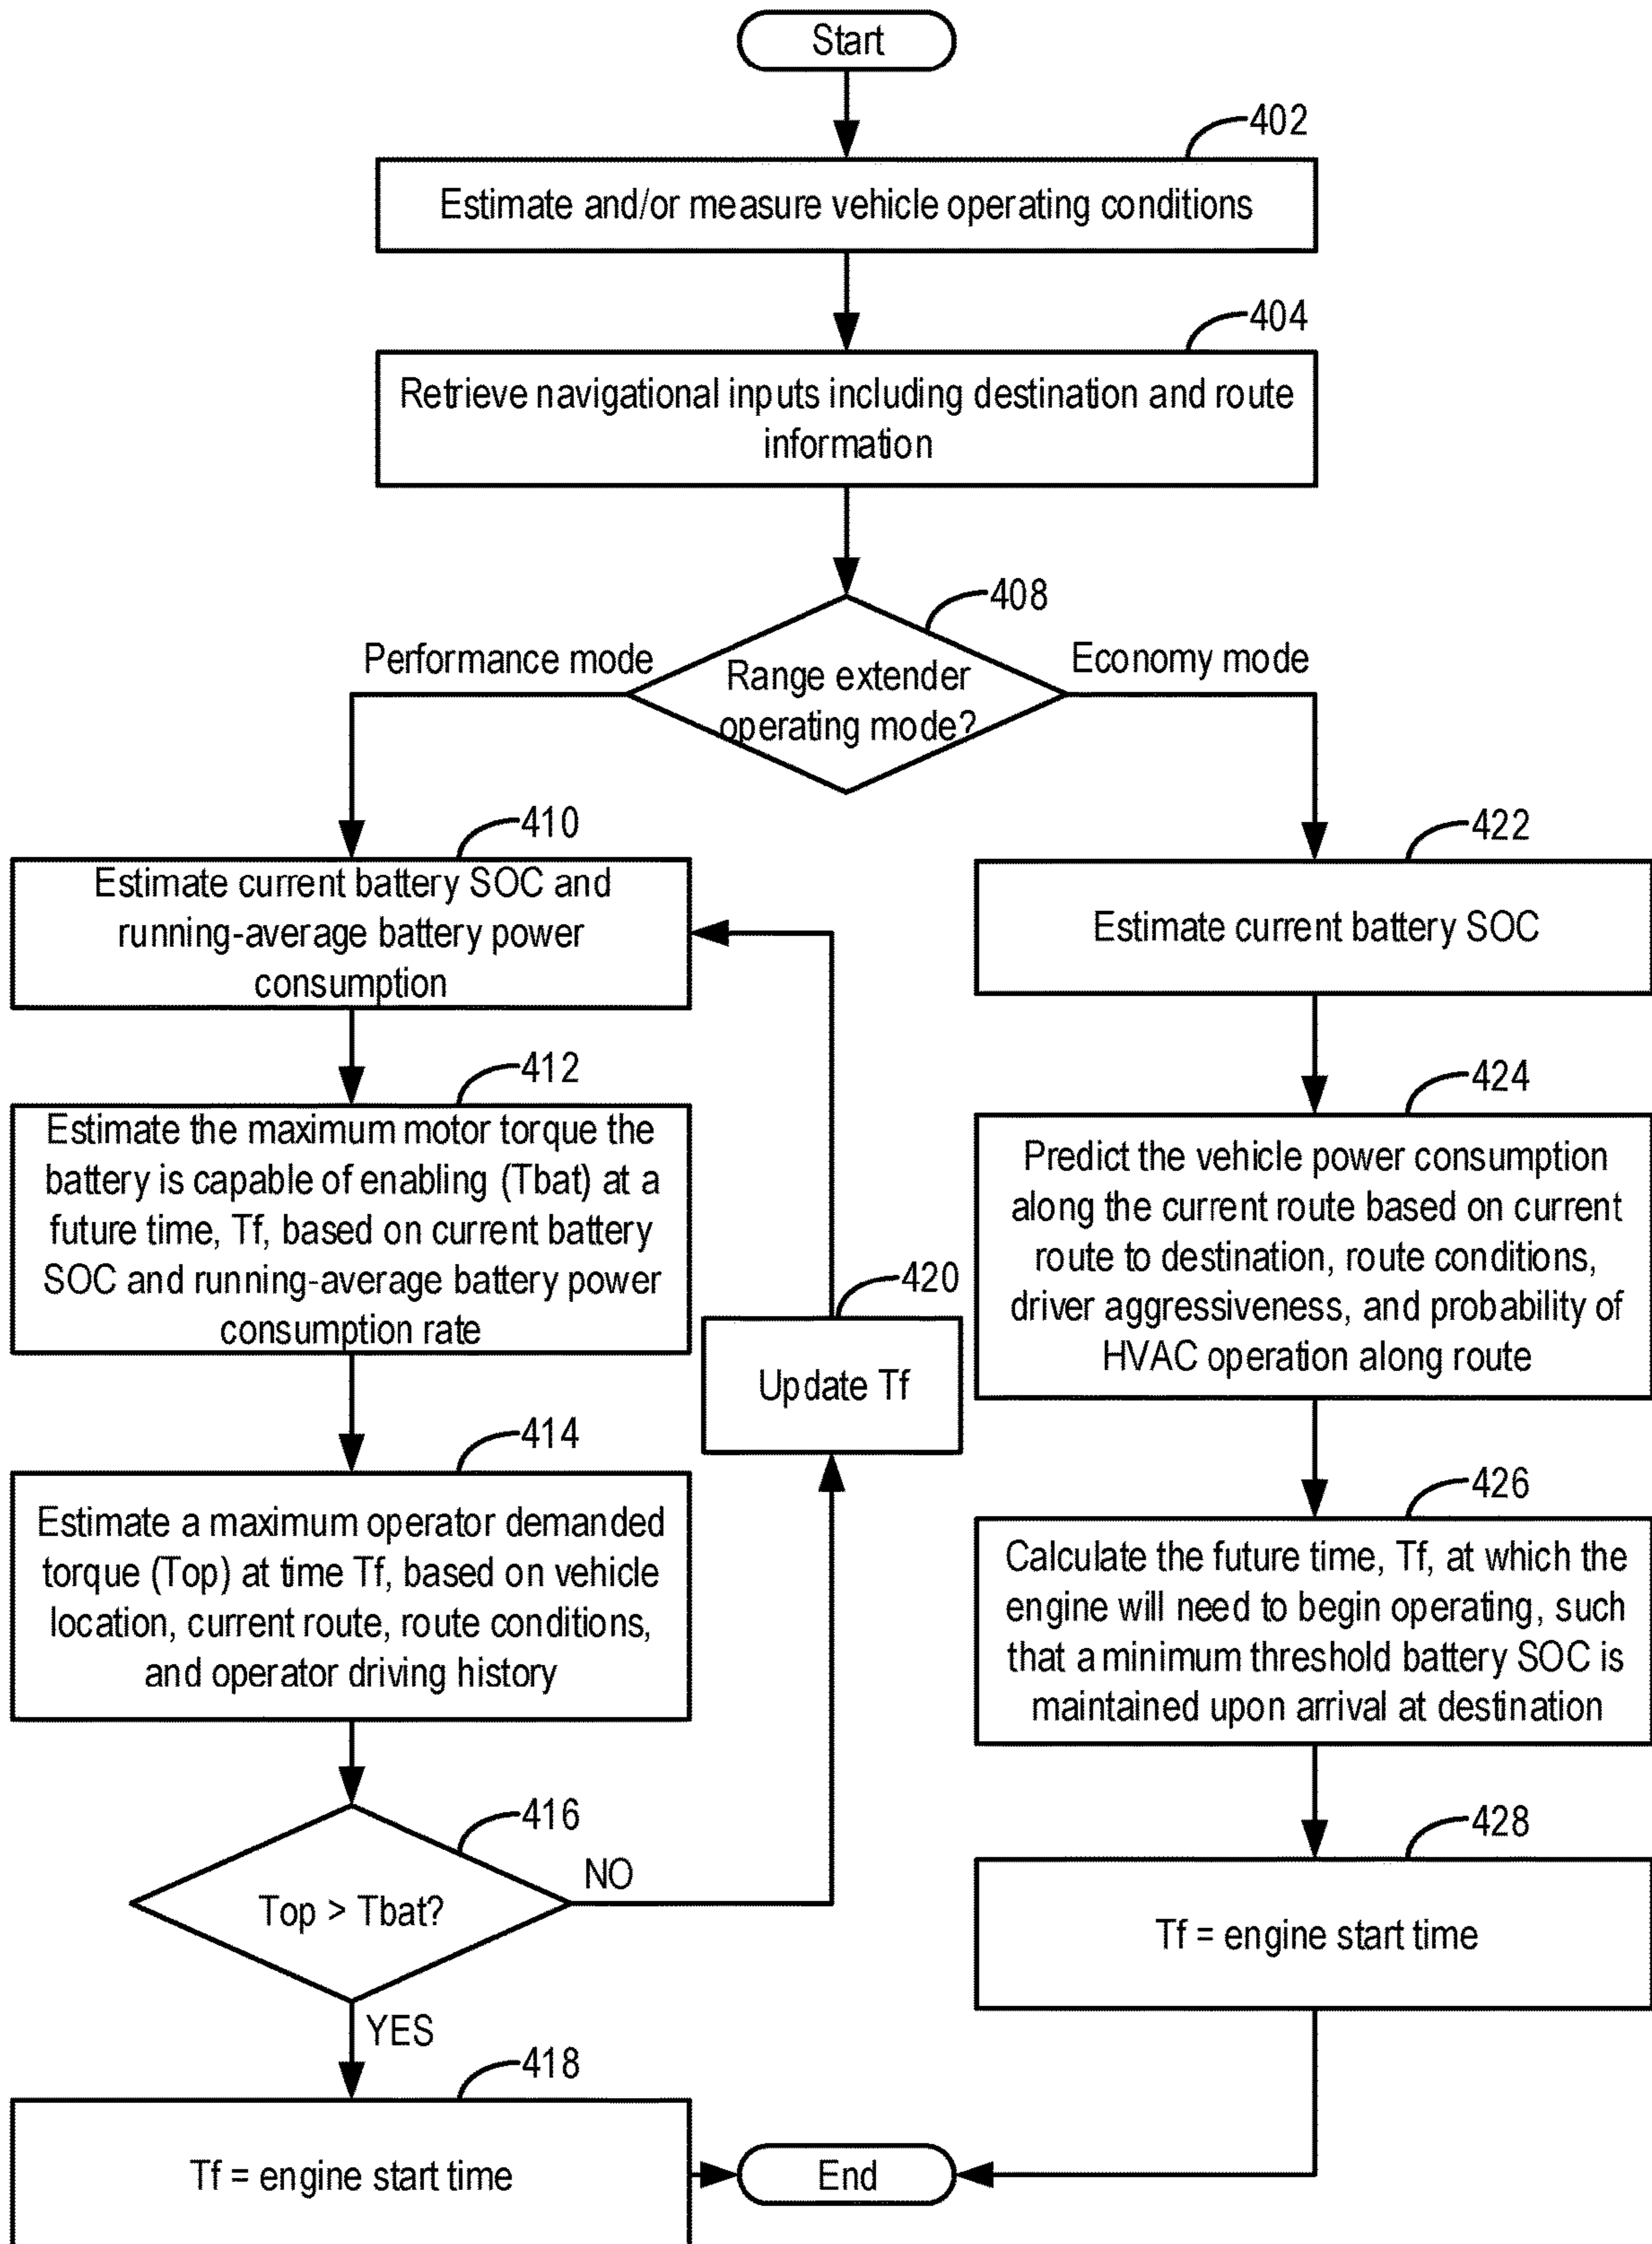 Start
402
Estimate and/or measure vehicle operating conditions
404
Retrieve navigational inputs including destination and route
information
408
Performance mode
Economy mode
Range extender
operating mode?
410
Estimate current battery SOC and
running-average battery power
consumption
412
Estimate the maximum motor torque the
battery is capable of enabling (Tbat) at a
future time, Tf, based on current battery
SOC and running-average battery power
consumption rate
414
Estimate a maximum operator demanded
torque (Top) at time Tf, based on vehicle
location, current route, route conditions,
and operator driving history
416
Top > Tbat?
NO
420
Update Tf
YES
418
Tf = engine start time
422
Estimate current battery SOC
424
Predict the vehicle power consumption
along the current route based on current
route to destination, route conditions,
driver aggressiveness, and probability of
HVAC operation along route
426
Calculate the future time, Tf, at which the
engine will need to begin operating, such
that a minimum threshold battery SOC is
maintained upon arrival at destination
428
Tf = engine start time
End